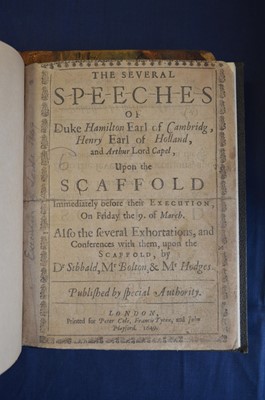 THE SEVERAL
S-P-E-E-C-H-E-S
Of
Duke Hamilton Earl of Cambridg,
Henry Earl of Holland,
and Arthur Lord Capel,
Upon the
SCAFFOLD
Immediately before their EXECUTION,
On Friday the 9. of March.
Also the several Exhortations, and
Conferences with them, upon the
SCAFFOLD, by
Dr Sibbald, Mr Bolton, & Mr Hodges.
Published by special Authority.
LONDON,
Printed for Peter Cole, Francis Tyton, and John
Playford.